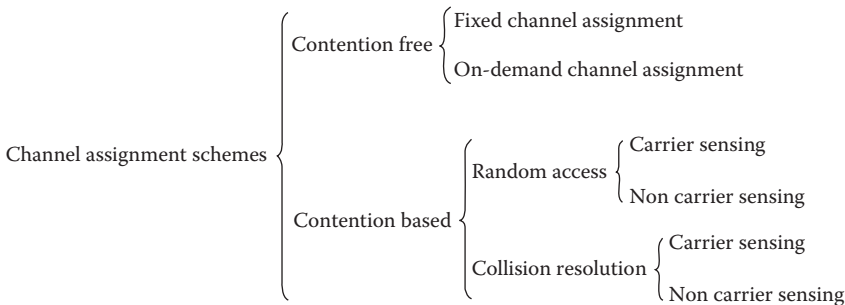 Channel assignment schemes
Contention free
Fixed channel assignment
On-demand channel assignment
Contention based
Random access
Carrier sensing
Non carrier sensing
Collision resolution
Carrier sensing
Non carrier sensing